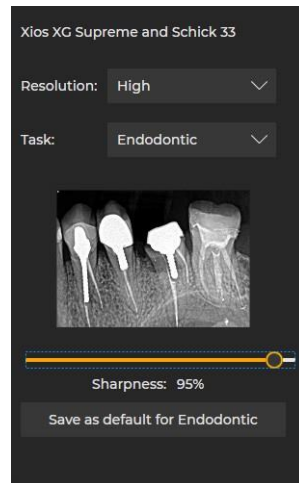 Xios XG Supreme and Schick 33
Resolution: High
Task: Endodontic
Sharpness: 95%
Save as default for Endodontic